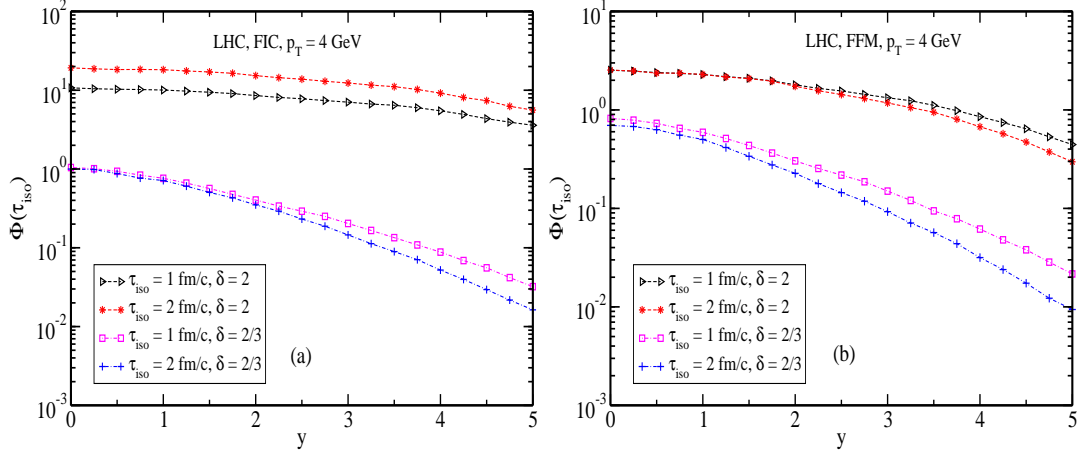 LHC, FIC, p_T = 4 GeV
Φ(τ_iso)
10^2
10^1
10^0
10^-1
10^-2
10^-3
τ_iso = 1 fm/c, δ = 2
τ_iso = 2 fm/c, δ = 2
τ_iso = 1 fm/c, δ = 2/3
τ_iso = 2 fm/c, δ = 2/3
(a)
0 1 2 3 4 5
y
LHC, FFM, p_T = 4 GeV
Φ(τ_iso)
10^1
10^0
10^-1
10^-2
10^-3
τ_iso = 1 fm/c, δ = 2
τ_iso = 2 fm/c, δ = 2
τ_iso = 1 fm/c, δ = 2/3
τ_iso = 2 fm/c, δ = 2/3
(b)
0 1 2 3 4 5
y